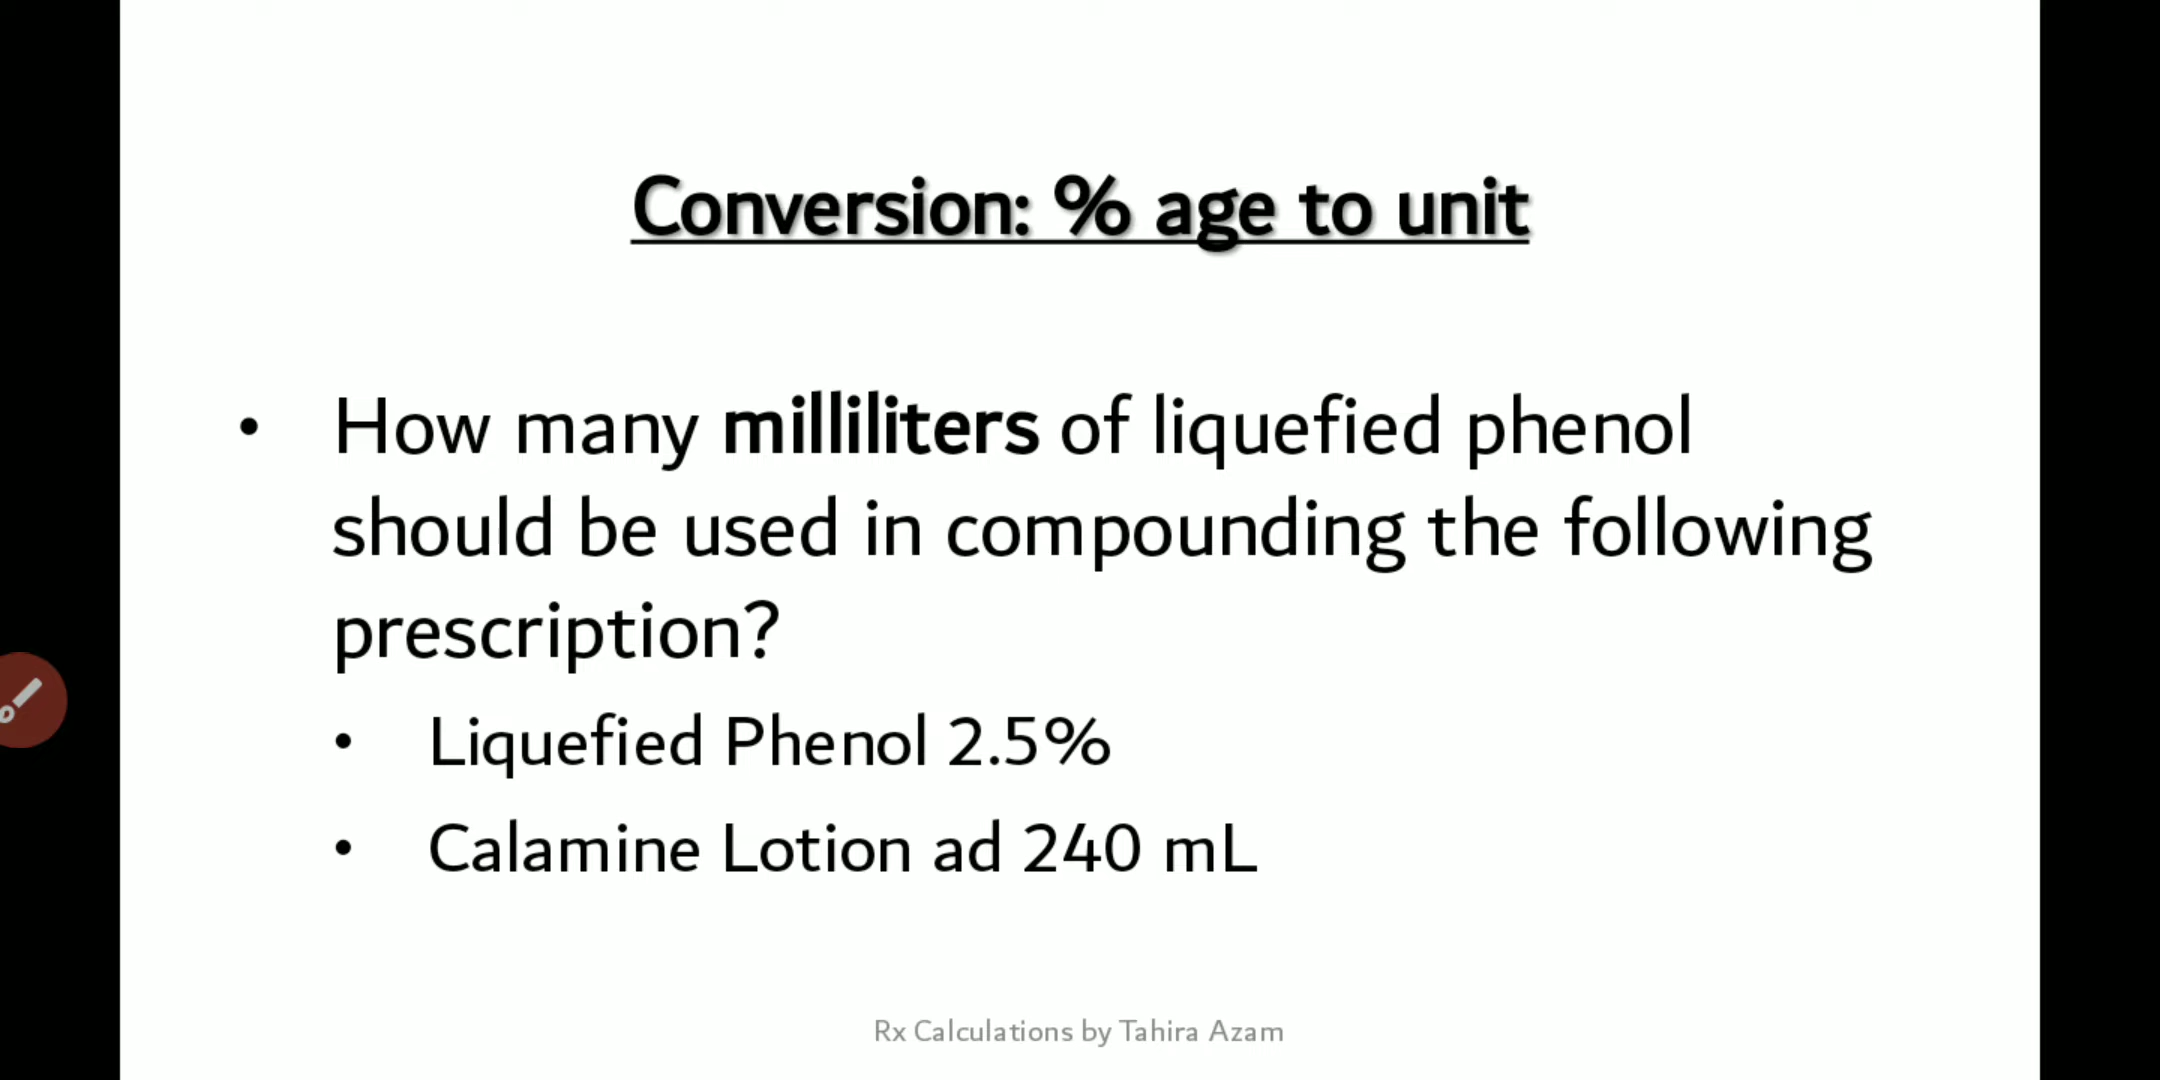 Conversion: % age to unit
• How many milliliters of liquefied phenol
should be used in compounding the following
prescription?
• Liquefied Phenol 2.5%
• Calamine Lotion ad 240 mL
Rx Calculations by Tahira Azam